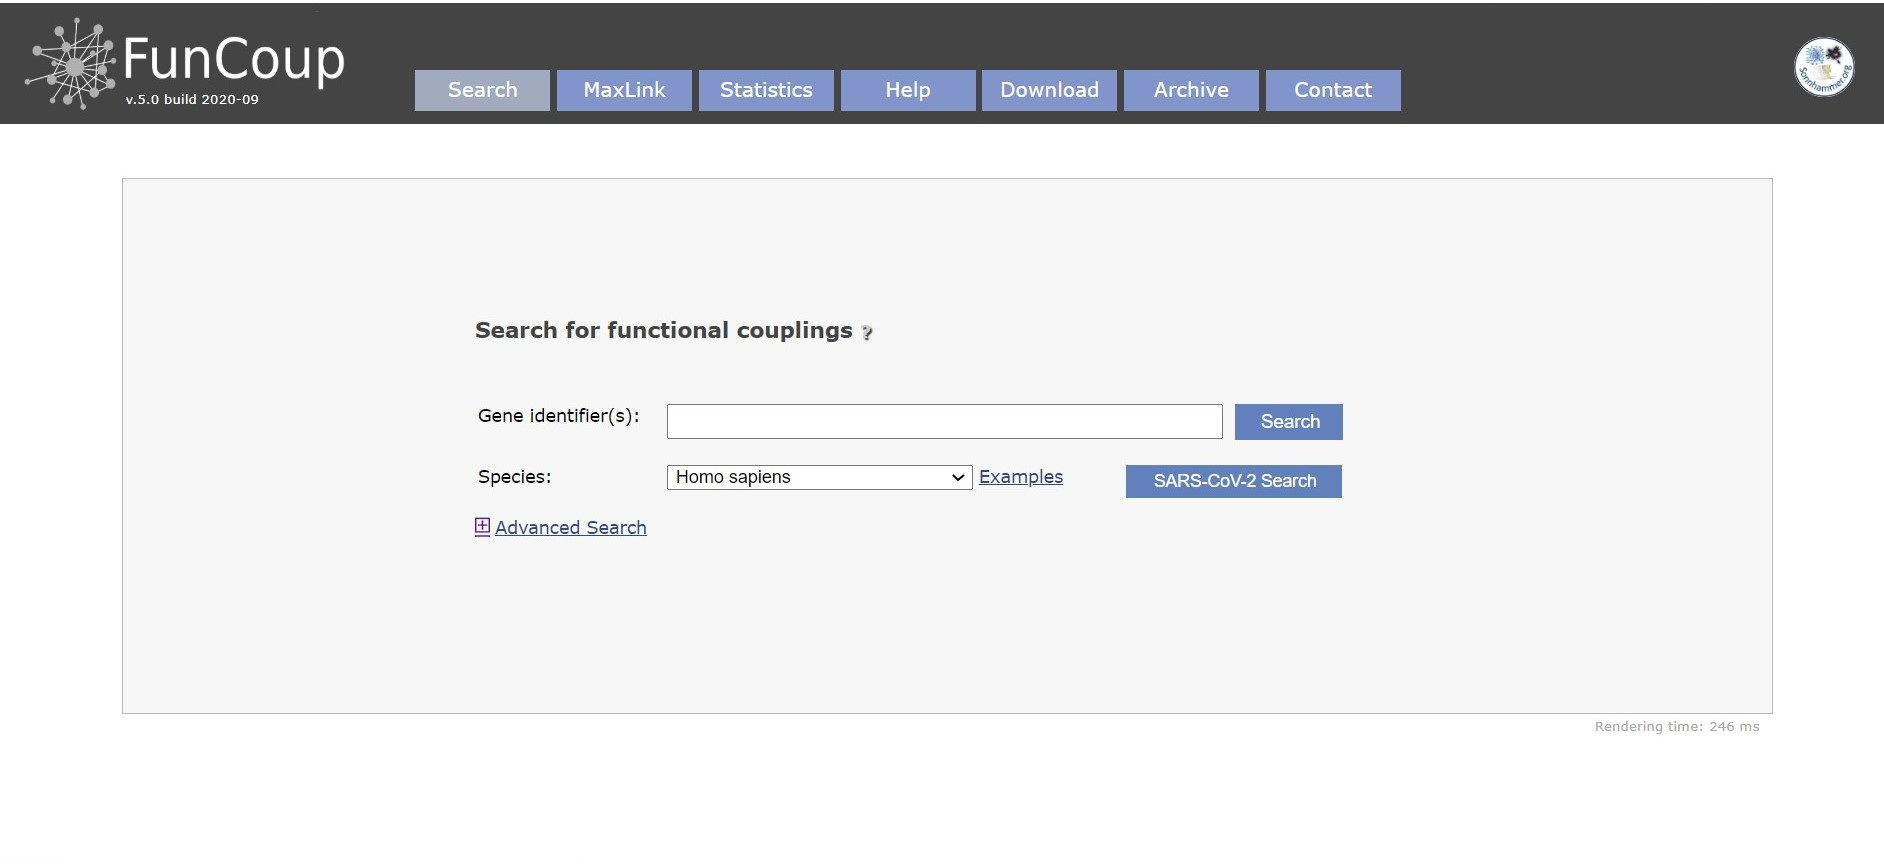 FunCoup
v.5.0 build 2020-09
Search MaxLink Statistics Help Download Archive Contact
Sonnhammer.org
Search for functional couplings ?
Gene identifier(s): Search
Species: Homo sapiens Examples SARS-CoV-2 Search
Advanced Search
Rendering time: 246 ms